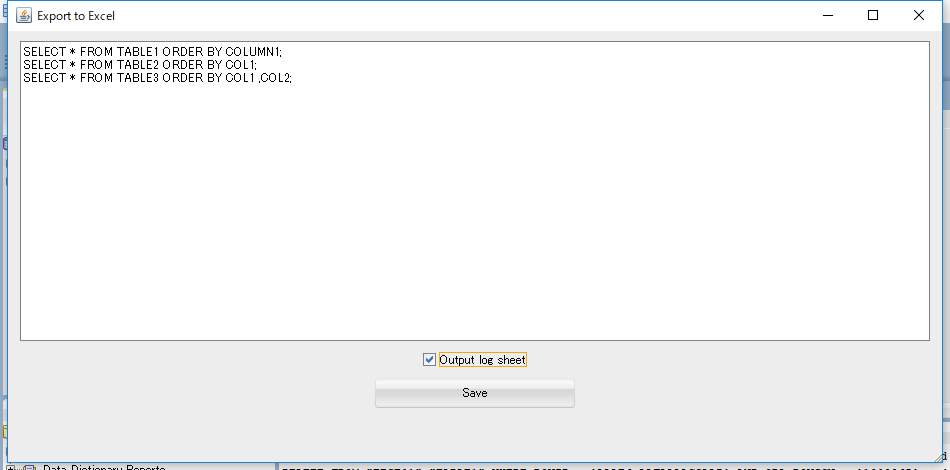 Export to Excel
SELECT * FROM TABLE1 ORDER BY COLUMN1;
SELECT * FROM TABLE2 ORDER BY COL1;
SELECT * FROM TABLE3 ORDER BY COL1 ,COL2;
Output log sheet
Save
Data Dictionary Reports